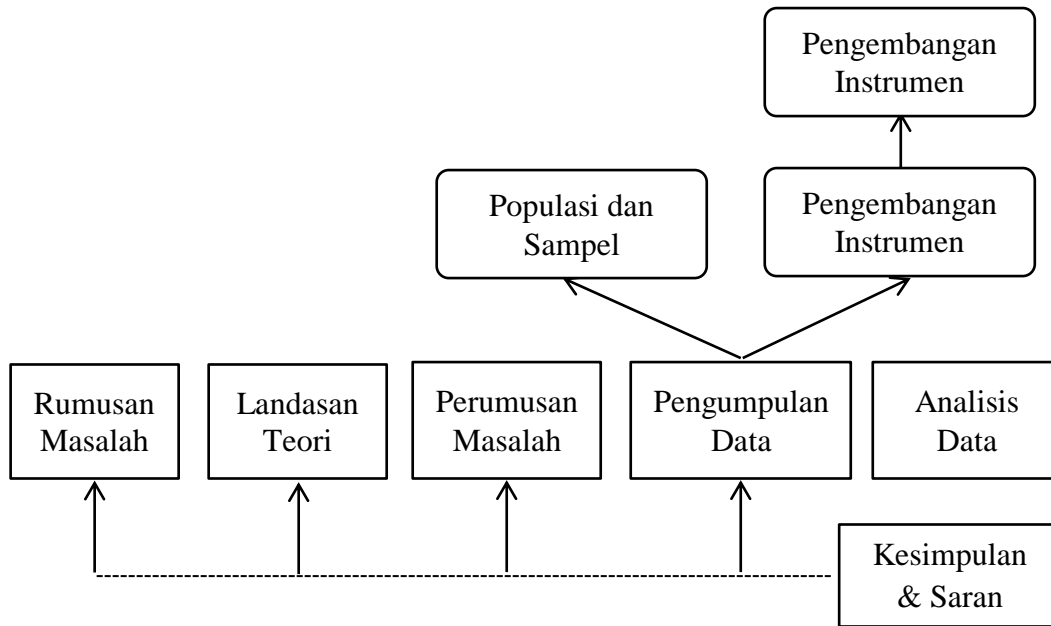 Pengembangan
Instrumen
Populasi dan
Sampel
Pengembangan
Instrumen
Rumusan
Masalah
Landasan
Teori
Perumusan
Masalah
Pengumpulan
Data
Analisis
Data
Kesimpulan
& Saran